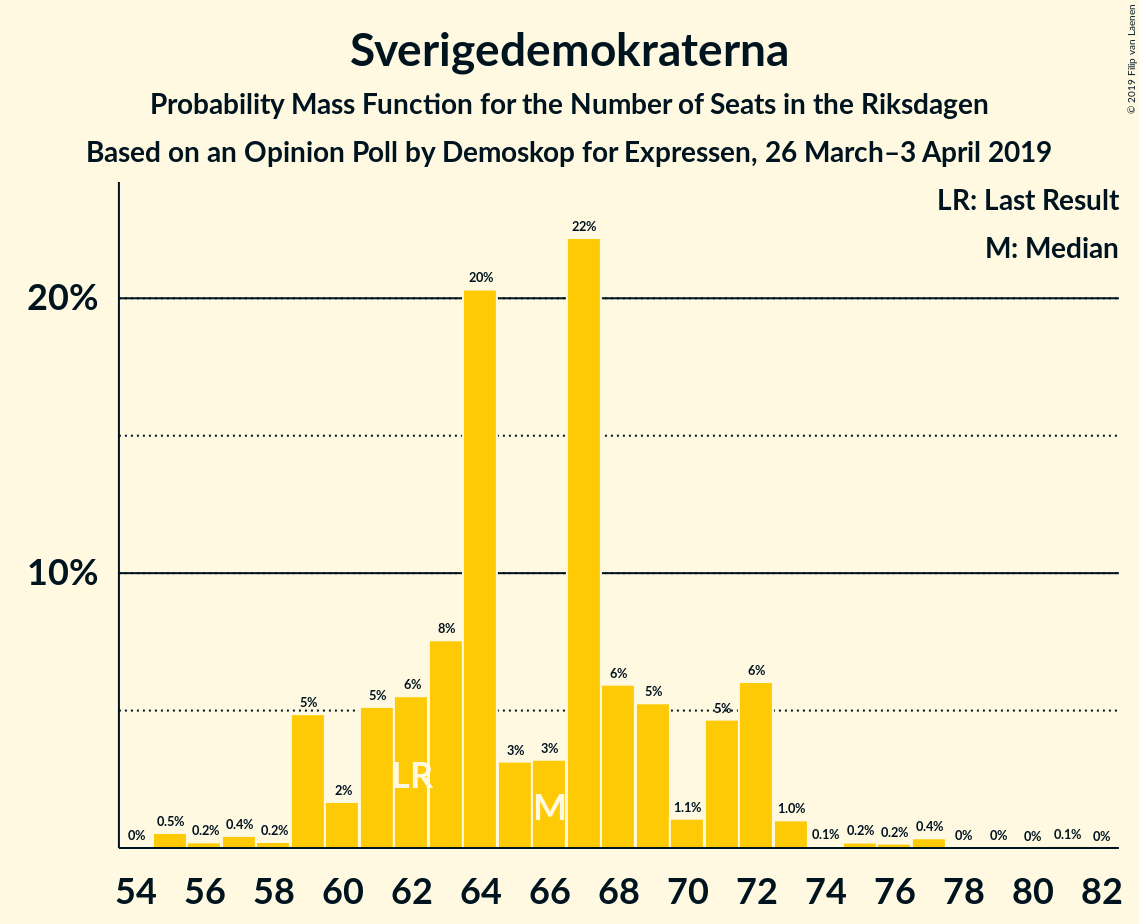 Sverigedemokraterna
Probability Mass Function for the Number of Seats in the Riksdagen
Based on an Opinion Poll by Demoskop for Expressen, 26 March–3 April 2019
© 2019 Filip van Laenen
LR: Last Result
M: Median
20%
10%
0% 0.5% 0.2% 0.4% 0.2% 5% 2% 5% 6% 8% 20% 3% 3% 22% 6% 5% 1.1% 5% 6% 1.0% 0.1% 0.2% 0.2% 0.4% 0% 0% 0% 0.1% 0%
LR
M
54 56 58 60 62 64 66 68 70 72 74 76 78 80 82